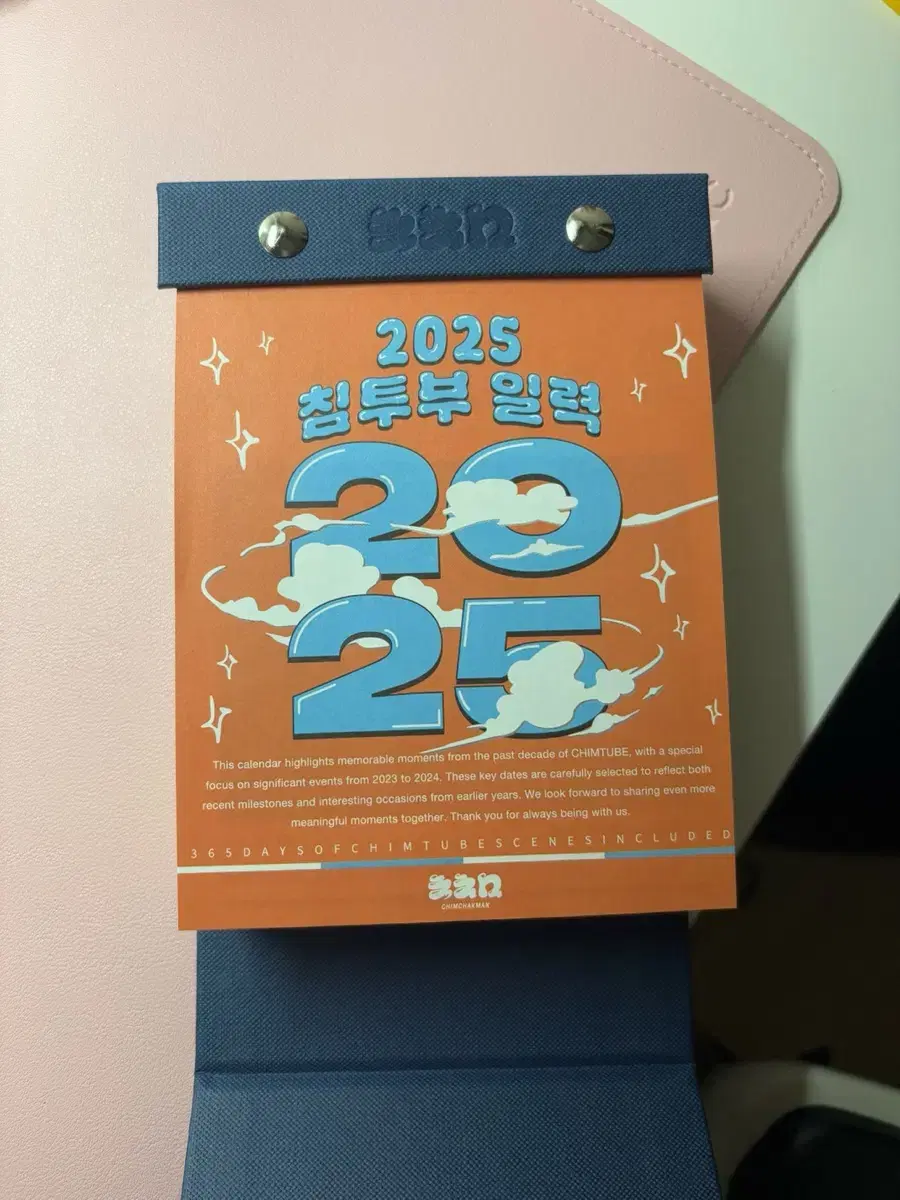 ㅊㅊㅁ
2025
침투부 일력
20
25
This calendar highlights memorable moments from the past decade of CHIMTUBE, with a special
focus on significant events from 2023 to 2024. These key dates are carefully selected to reflect both
recent milestones and interesting occasions from earlier years. We look forward to sharing even more
meaningful moments together. Thank you for always being with us.
365DAYSOFCHIMTUBESCENESINCLUDED
ㅊㅊㅁ
CHIMCHAKMAN